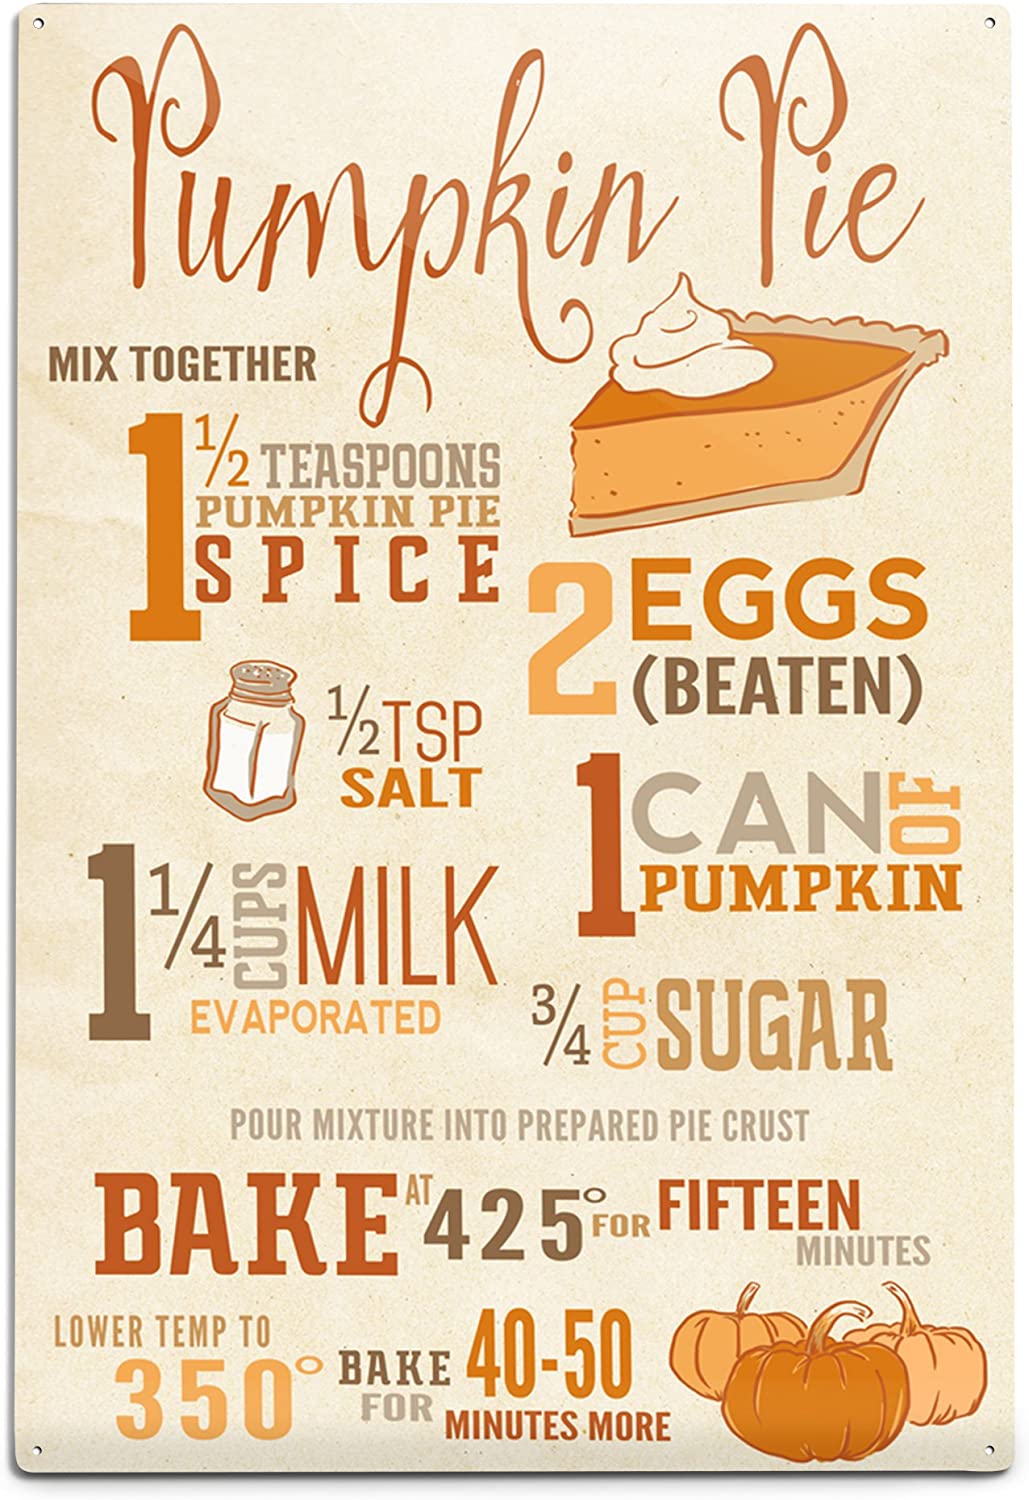 Pumpkin Pie
MIX TOGETHER
1 1/2 TEASPOONS
PUMPKIN PIE
SPICE
2 EGGS
(BEATEN)
1/2 TSP
SALT
1 CAN OF
PUMPKIN
1 1/4 CUPS MILK
EVAPORATED
3/4 CUP SUGAR
POUR MIXTURE INTO PREPARED PIE CRUST
BAKE AT 425° FOR FIFTEEN
MINUTES
LOWER TEMP TO
350° BAKE
FOR
40-50
MINUTES MORE